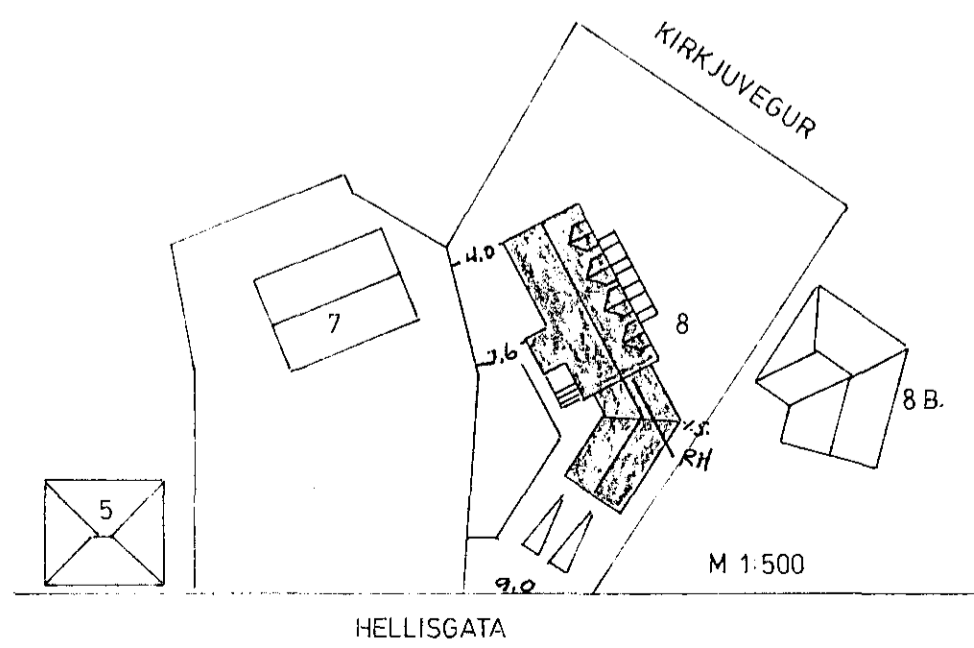 KIRKJUVEGUR
4.0
7
8
7.6
8 B.
RH
5
M 1:500
9.0
HELLISGATA